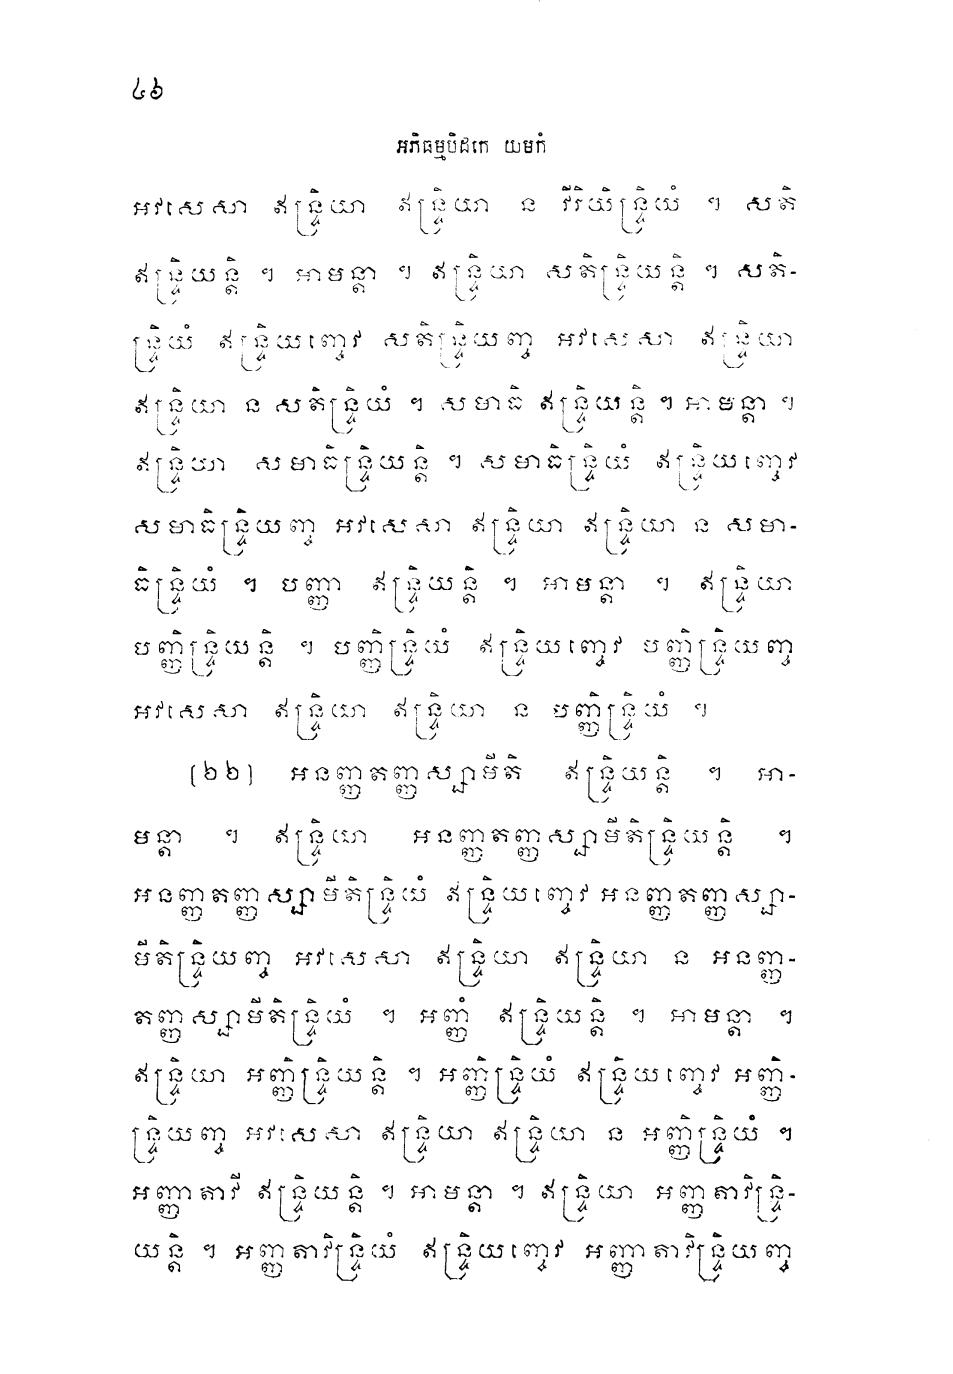 ៤៦
អភិធម្មបិដកេ យមកំ
អវសេសា ឥន្ទ្រិយា ឥន្ទ្រិយា ន វីរិយិន្ទ្រិយំ ។ សតិ
ឥន្ទ្រិយន្តិ ។ អាមន្តា ។ ឥន្ទ្រិយា សតិន្ទ្រិយន្តិ ។ សតិ-
ន្ទ្រិយំ ឥន្ទ្រិយញ្ចេវ សតិន្ទ្រិយញ្ច អវសេសា ឥន្ទ្រិយា
ឥន្ទ្រិយា ន សតិន្ទ្រិយំ ។ សមាធិ ឥន្ទ្រិយន្តិ ។ អាមន្តា ។
ឥន្ទ្រិយា សមាធិន្ទ្រិយន្តិ ។ សមាធិន្ទ្រិយំ ឥន្ទ្រិយញ្ចេវ
សមាធិន្ទ្រិយញ្ច អវសេសា ឥន្ទ្រិយា ឥន្ទ្រិយា ន សមា-
ធិន្ទ្រិយំ ។ បញ្ញា ឥន្ទ្រិយន្តិ ។ អាមន្តា ។ ឥន្ទ្រិយា
បញ្ញិន្ទ្រិយន្តិ ។ បញ្ញិន្ទ្រិយំ ឥន្ទ្រិយញ្ចេវ បញ្ញិន្ទ្រិយញ្ច
អវសេសា ឥន្ទ្រិយា ឥន្ទ្រិយា ន បញ្ញិន្ទ្រិយំ ។
(២២) អនញ្ញតញ្ញស្សាមីតិ ឥន្ទ្រិយន្តិ ។ អា-
មន្តា ។ ឥន្ទ្រិយា អនញ្ញតញ្ញស្សាមីតិន្ទ្រិយន្តិ ។
អនញ្ញតញ្ញស្សាមីតិន្ទ្រិយំ ឥន្ទ្រិយញ្ចេវ អនញ្ញតញ្ញស្សា-
មីតិន្ទ្រិយញ្ច អវសេសា ឥន្ទ្រិយា ឥន្ទ្រិយា ន អនញ្ញ-
តញ្ញស្សាមីតិន្ទ្រិយំ ។ អញ្ញំ ឥន្ទ្រិយន្តិ ។ អាមន្តា ។
ឥន្ទ្រិយា អញ្ញិន្ទ្រិយន្តិ ។ អញ្ញិន្ទ្រិយំ ឥន្ទ្រិយញ្ចេវ អញ្ញិ-
ន្ទ្រិយញ្ច អវសេសា ឥន្ទ្រិយា ឥន្ទ្រិយា ន អញ្ញិន្ទ្រិយំ ។
អញ្ញាតាវី ឥន្ទ្រិយន្តិ ។ អាមន្តា ។ ឥន្ទ្រិយា អញ្ញតាវិន្ទ្រិ-
យន្តិ ។ អញ្ញតាវិន្ទ្រិយំ ឥន្ទ្រិយញ្ចេវ អញ្ញាតាវិន្ទ្រិយញ្ច